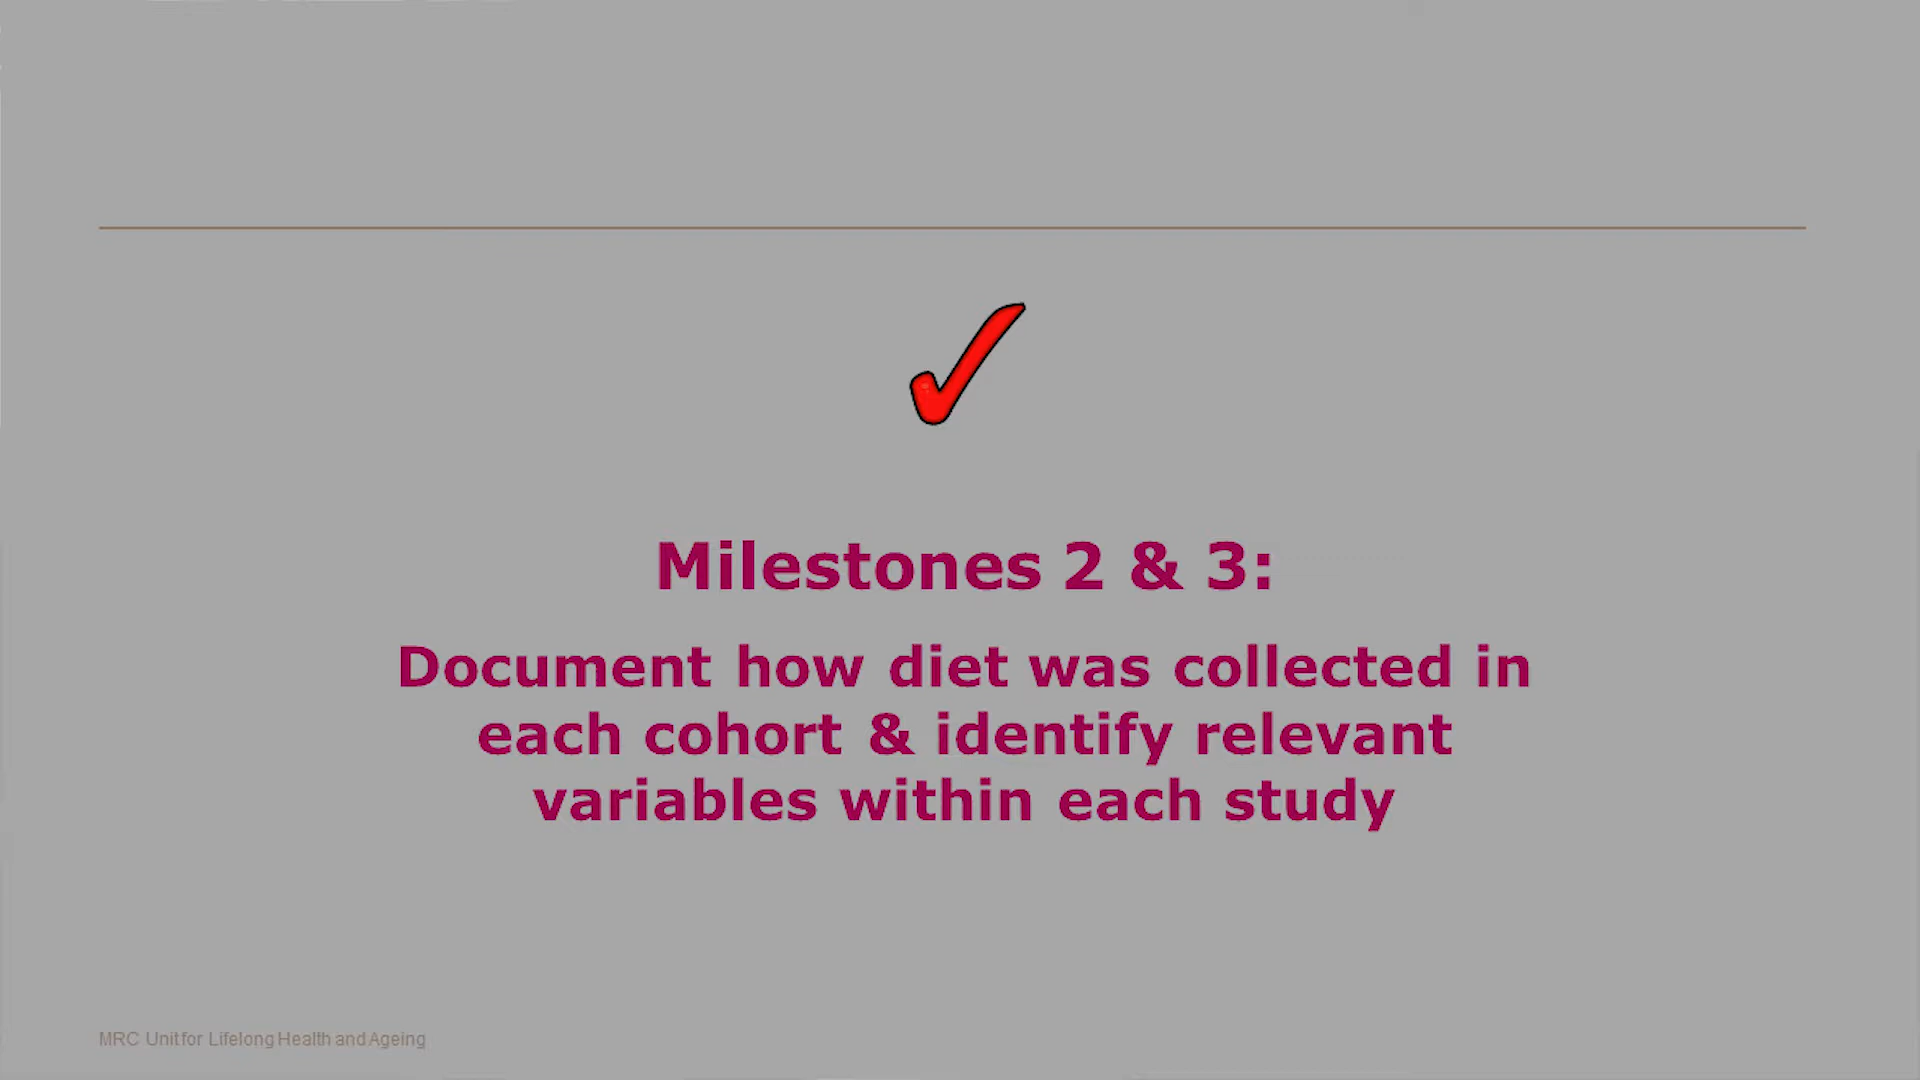 Milestones 2 & 3:
Document how diet was collected in
each cohort & identify relevant
variables within each study
MRC Unit for Lifelong Health and Ageing